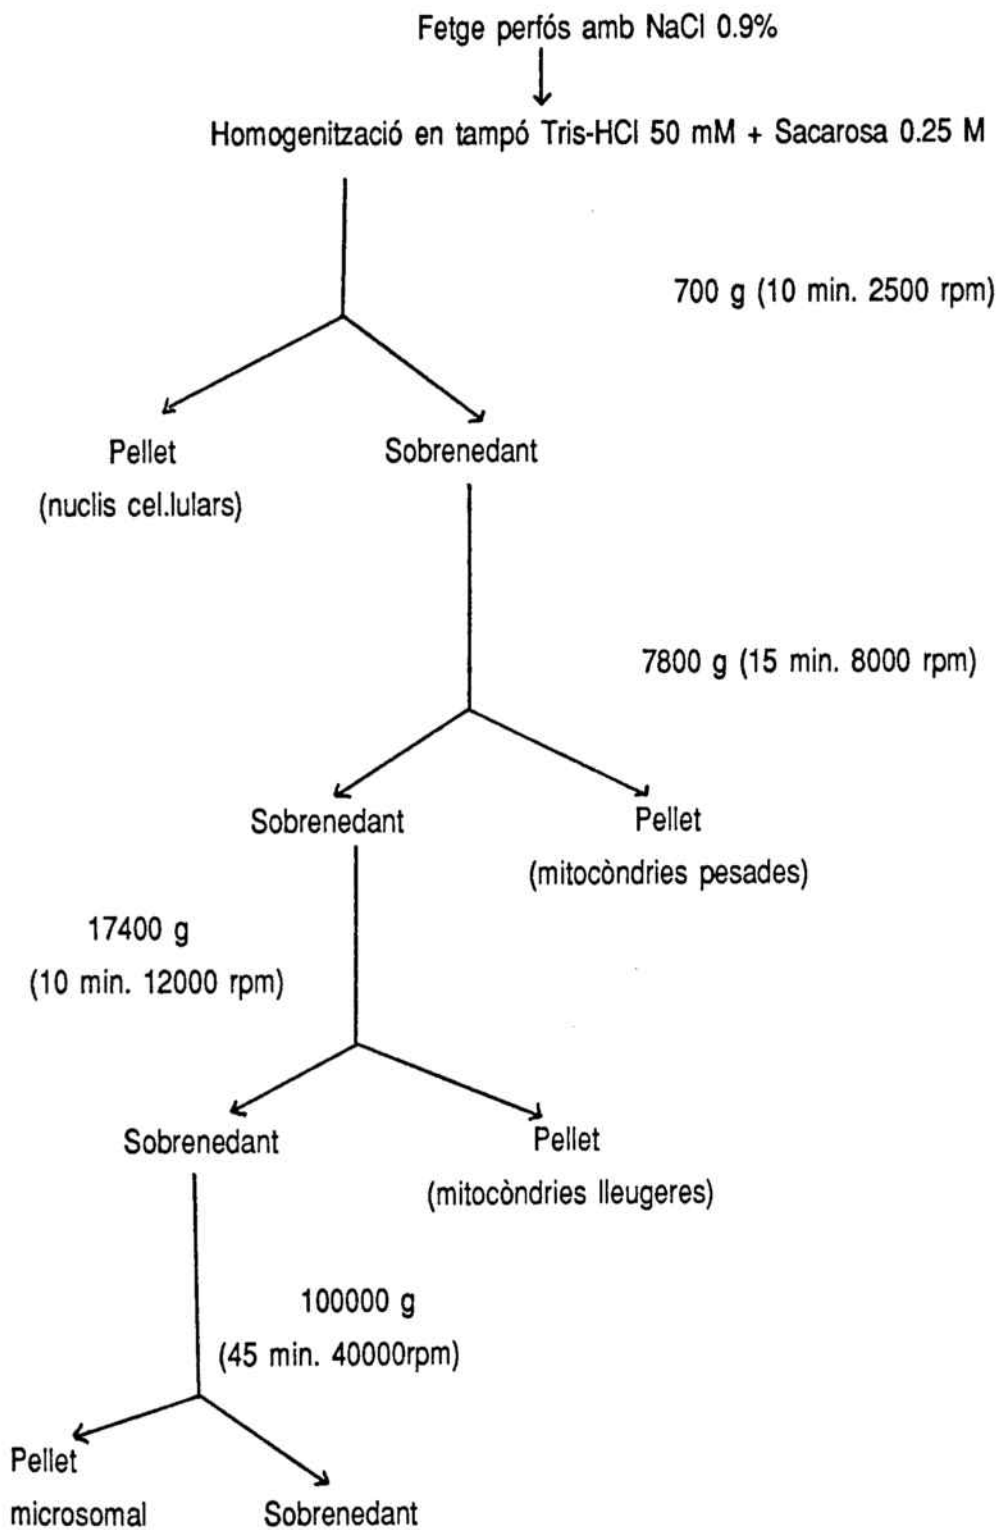 Fetge perfós amb NaCl 0.9%
Homogenització en tampó Tris-HCl 50 mM + Sacarosa 0.25 M
700 g (10 min. 2500 rpm)
Pellet
(nuclis cel.lulars)
Sobrenedant
7800 g (15 min. 8000 rpm)
Sobrenedant
Pellet
(mitocòndries pesades)
17400 g
(10 min. 12000 rpm)
Sobrenedant
Pellet
(mitocòndries lleugeres)
100000 g
(45 min. 40000rpm)
Pellet
microsomal
Sobrenedant